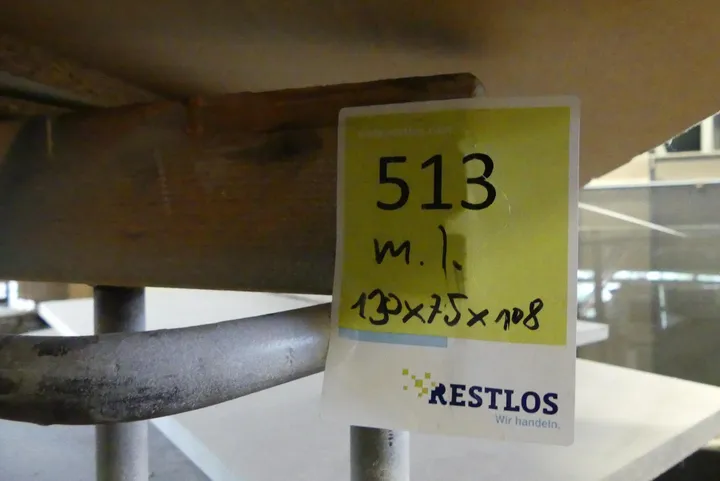 513
m. l.
130x75x108
RESTLOS
Wir handeln.